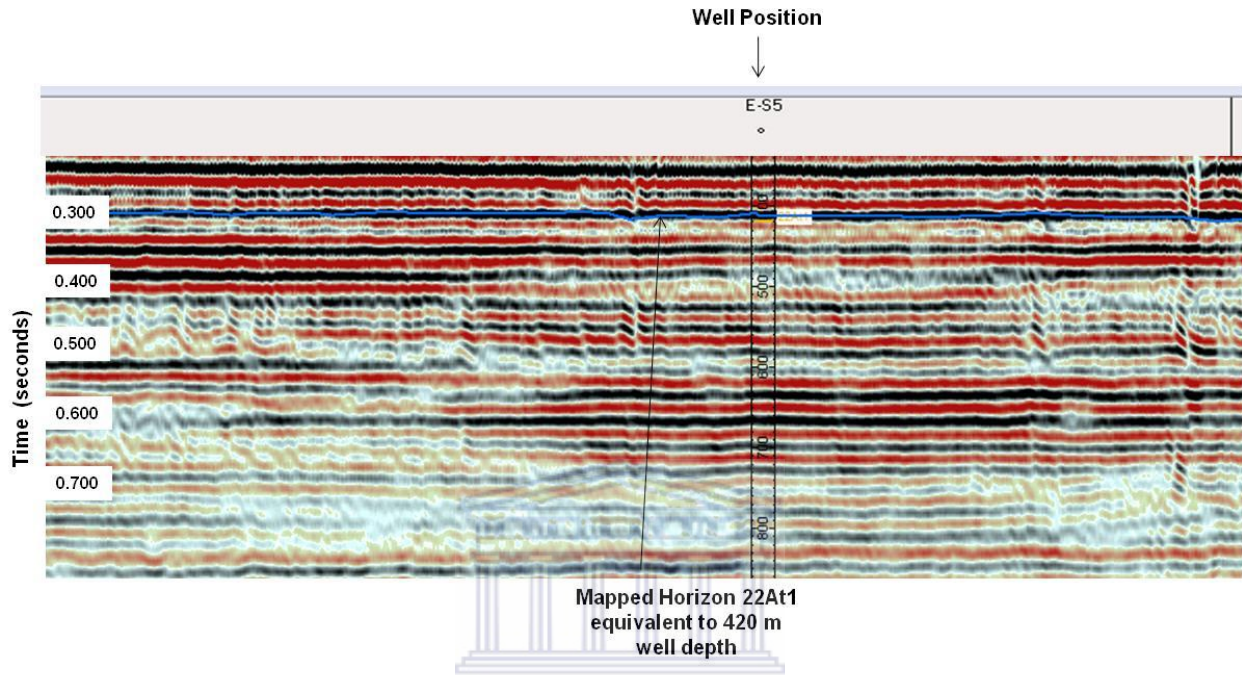 Well Position
E-S5
0.300
0.400
0.500
0.600
0.700
Time (seconds)
500
600
700
800
Mapped Horizon 22At1
equivalent to 420 m
well depth